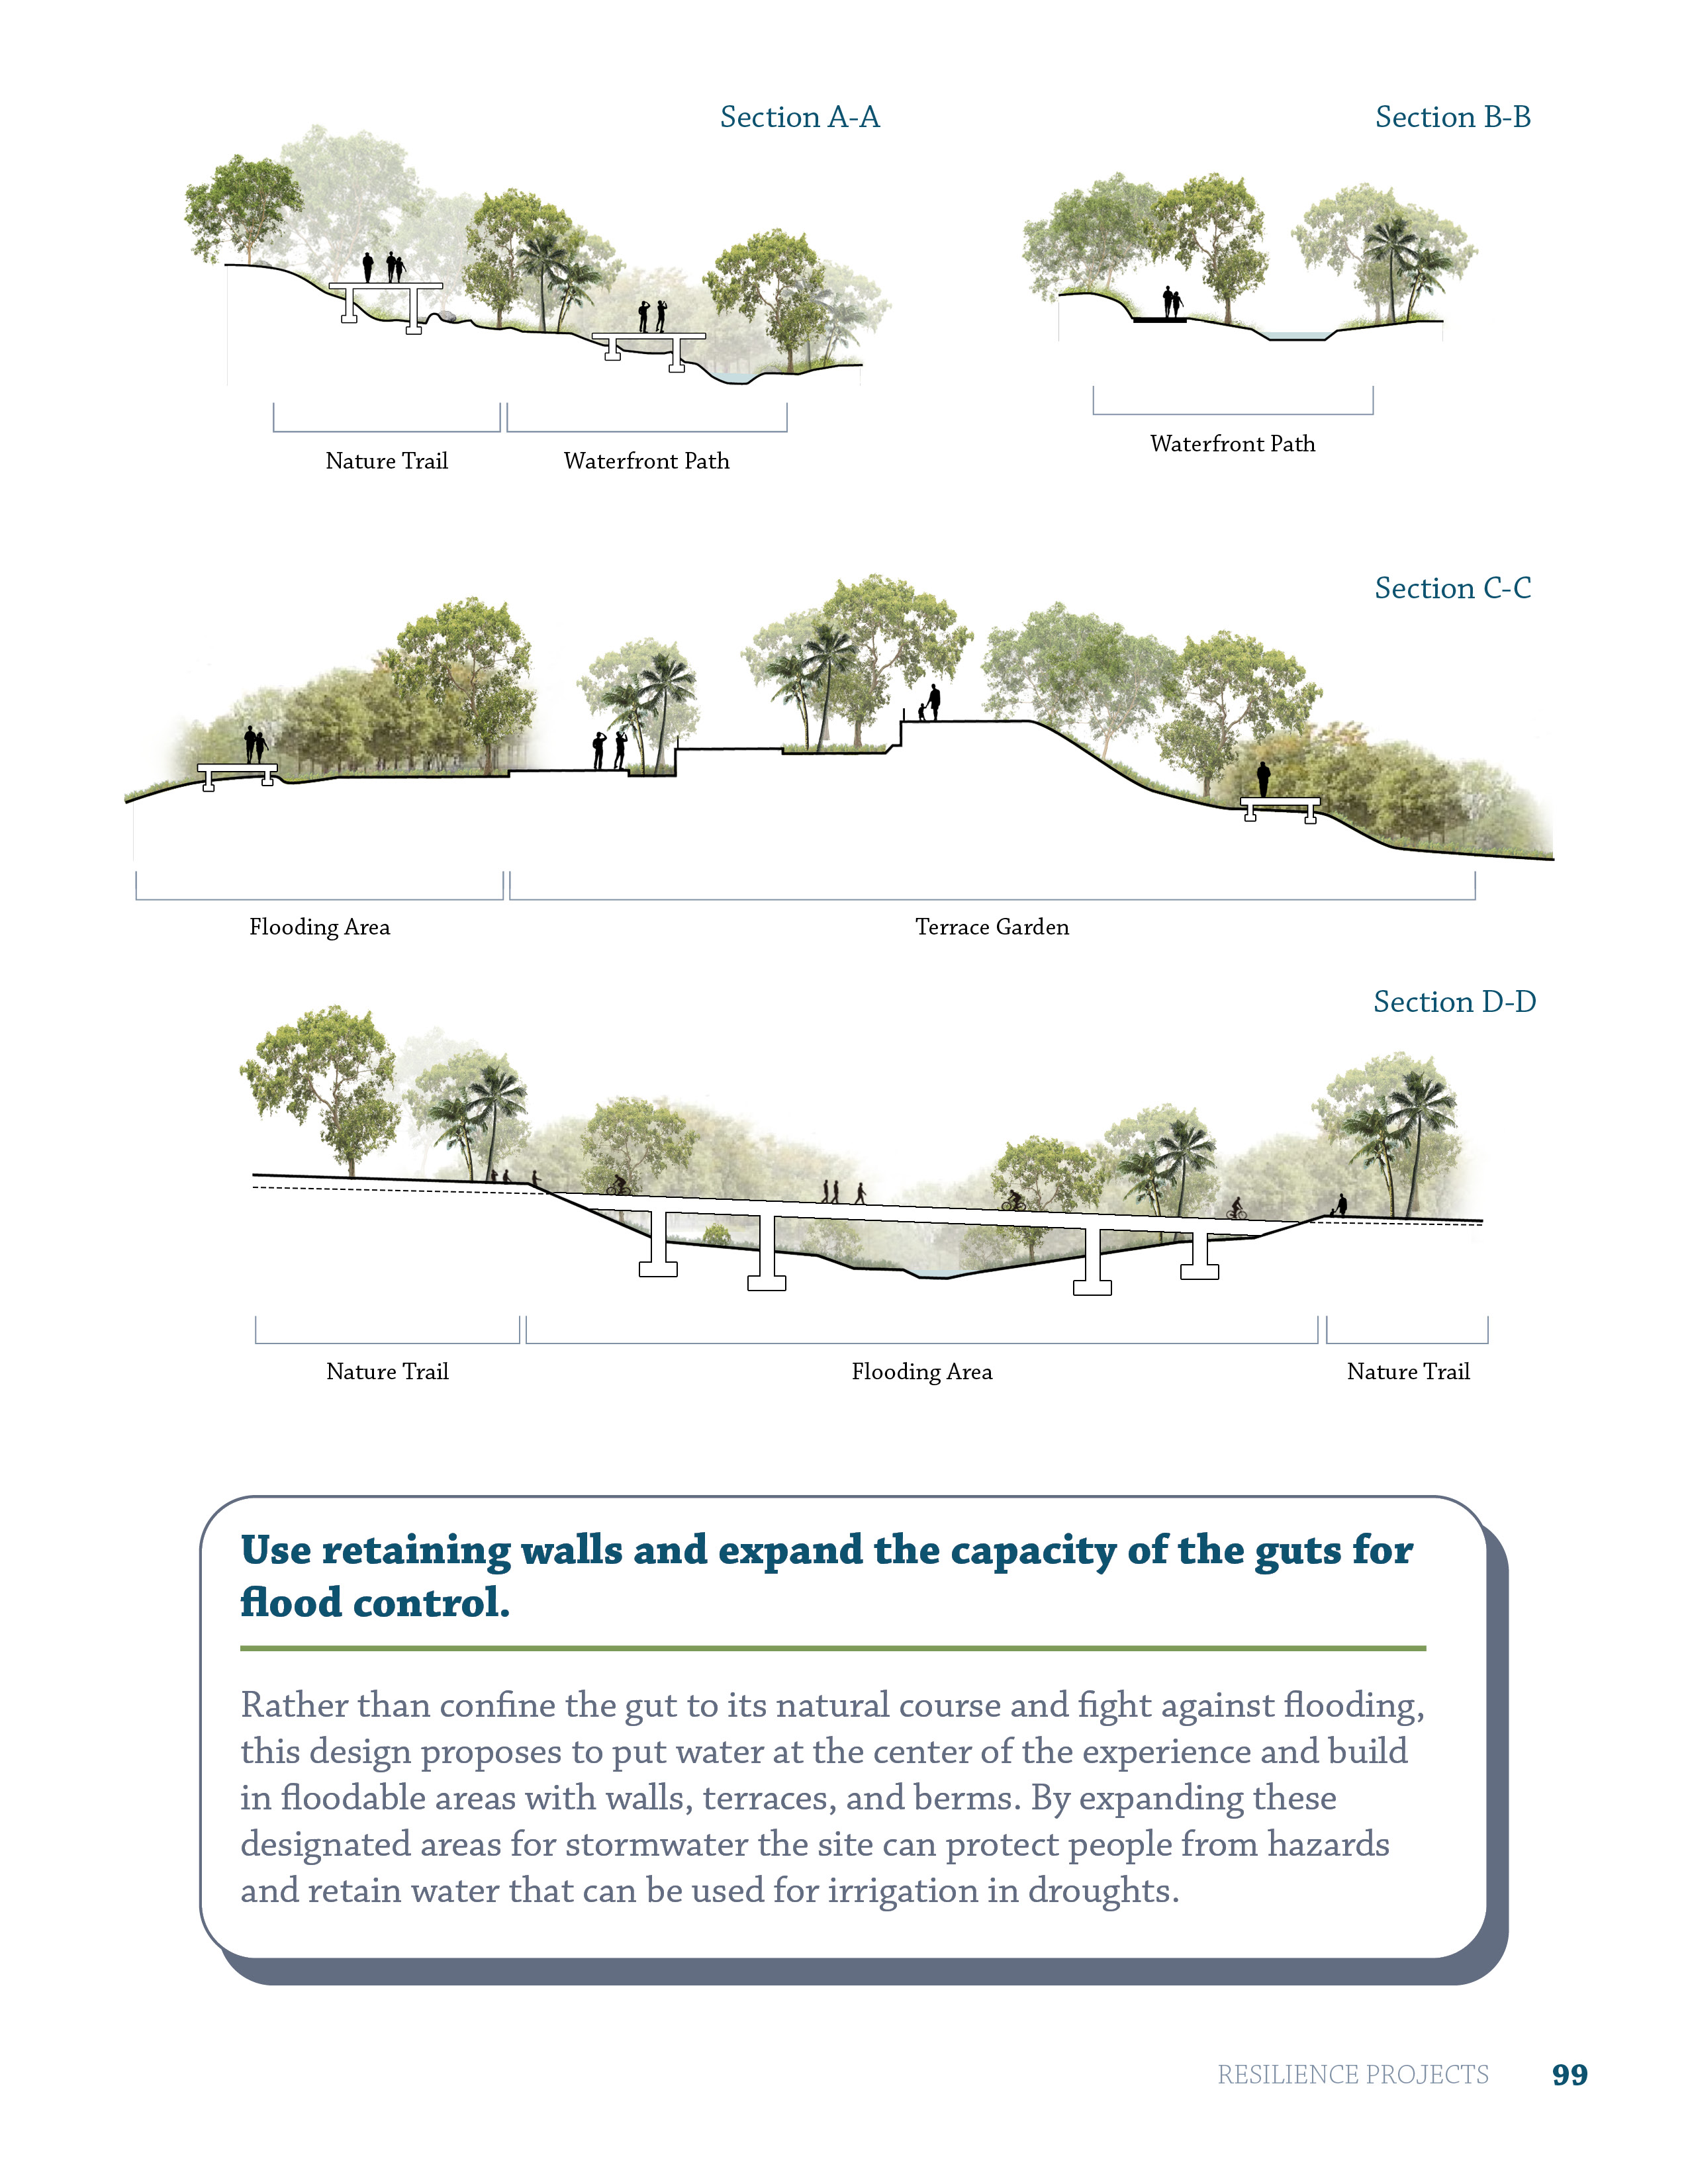 Section A-A
Section B-B
Nature Trail
Waterfront Path
Waterfront Path
Section C-C
Flooding Area
Terrace Garden
Section D-D
Nature Trail
Flooding Area
Nature Trail
Use retaining walls and expand the capacity of the guts for
flood control.
Rather than confine the gut to its natural course and fight against flooding,
this design proposes to put water at the center of the experience and build
in floodable areas with walls, terraces, and berms. By expanding these
designated areas for stormwater the site can protect people from hazards
and retain water that can be used for irrigation in droughts.
RESILIENCE PROJECTS 99